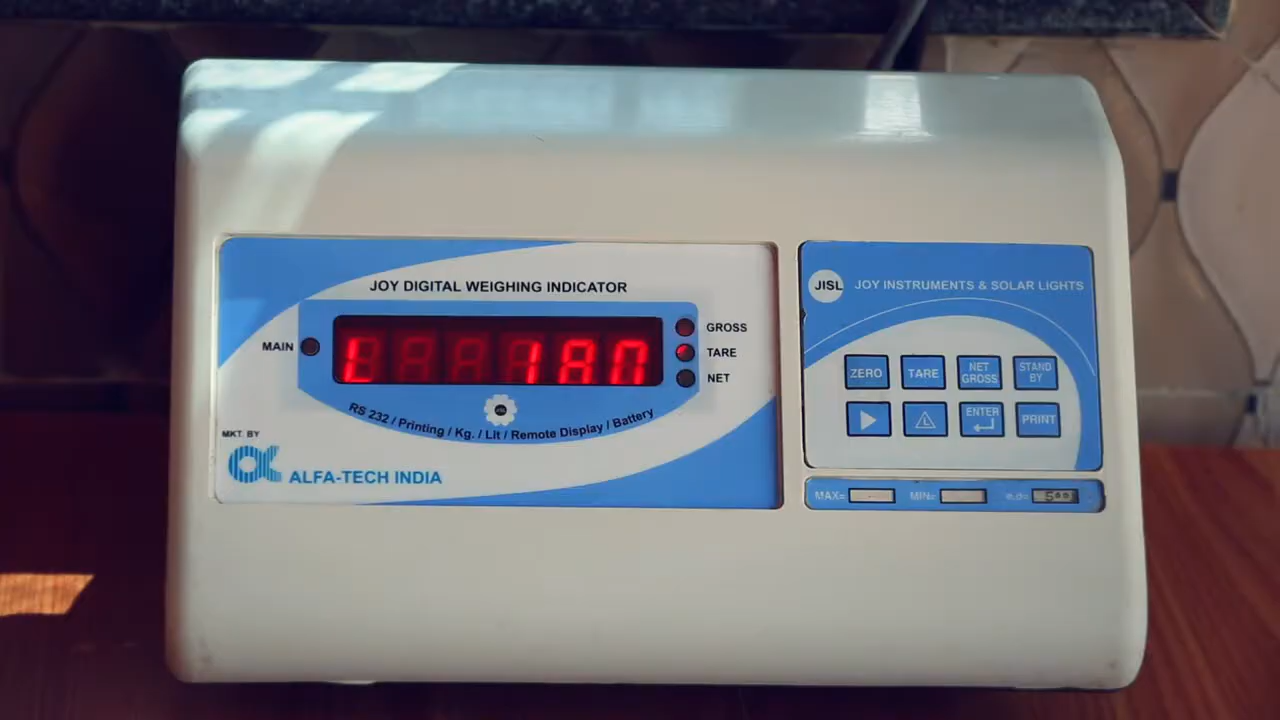 JOY DIGITAL WEIGHING INDICATOR
MAIN
GROSS
TARE
NET
RS 232 / Printing / Kg. / Lit / Remote Display / Battery
MKT. BY
ALFA-TECH INDIA
JISL JOY INSTRUMENTS & SOLAR LIGHTS
ZERO TARE NET GROSS STAND BY
ENTER PRINT
MAX= MIN= e.d=